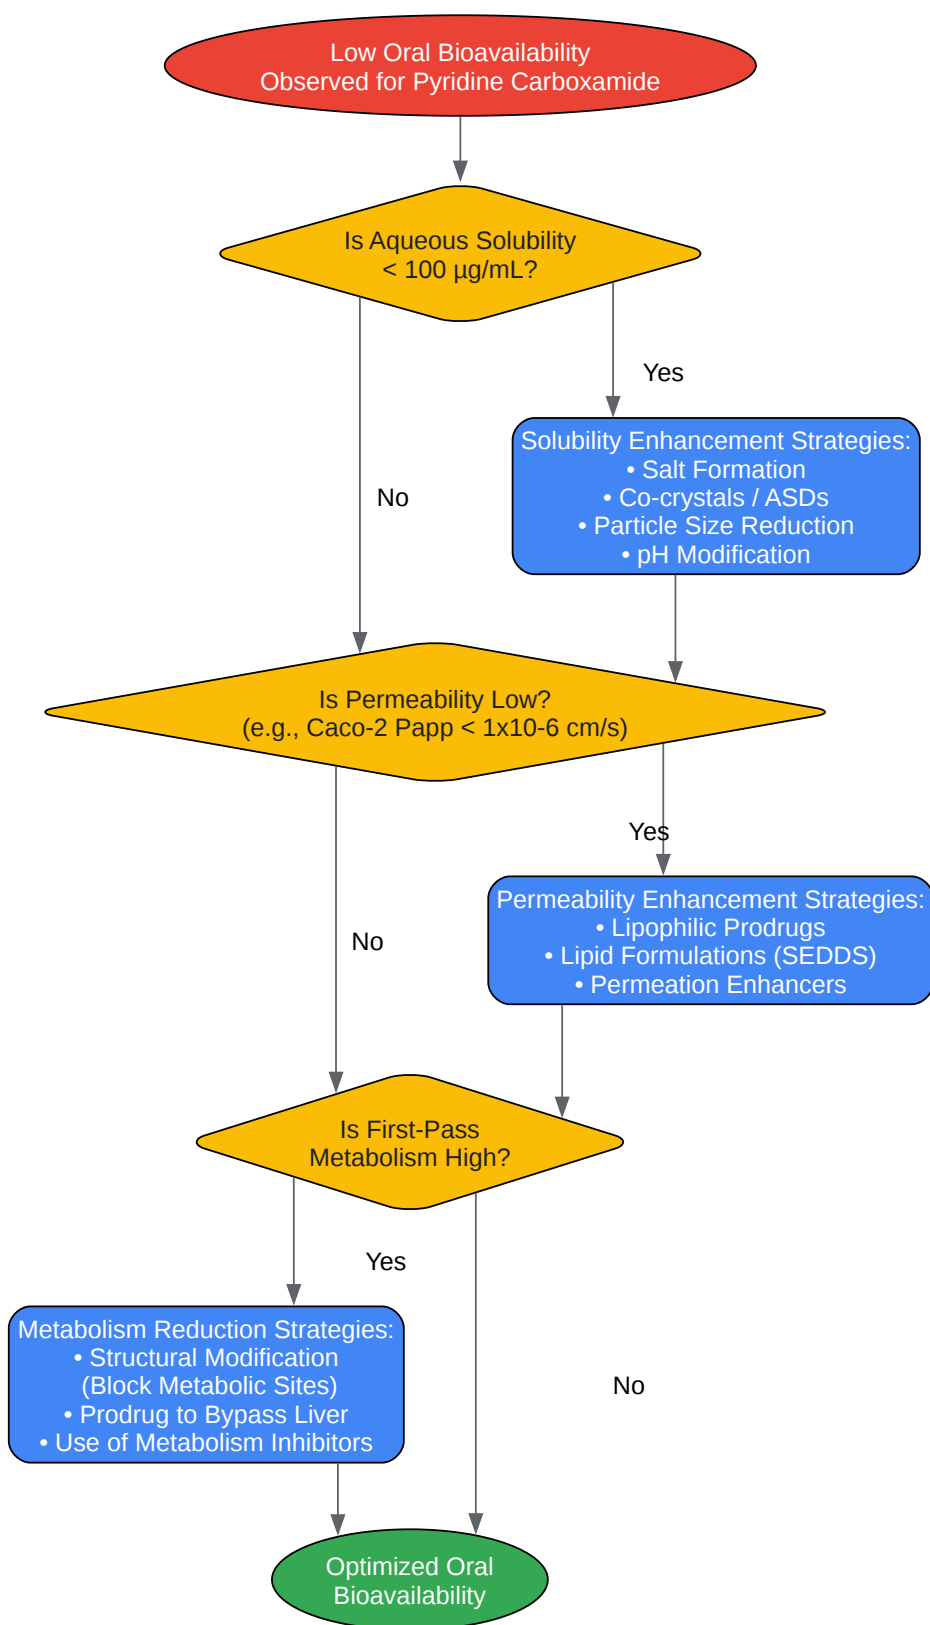 Low Oral Bioavailability
Observed for Pyridine Carboxamide
Is Aqueous Solubility
< 100 µg/mL?
Yes
Solubility Enhancement Strategies:
• Salt Formation
• Co-crystals / ASDs
• Particle Size Reduction
• pH Modification
No
Is Permeability Low?
(e.g., Caco-2 Papp < 1x10-6 cm/s)
Yes
Permeability Enhancement Strategies:
• Lipophilic Prodrugs
• Lipid Formulations (SEDDS)
• Permeation Enhancers
No
Is First-Pass
Metabolism High?
Yes
Metabolism Reduction Strategies:
• Structural Modification
(Block Metabolic Sites)
• Prodrug to Bypass Liver
• Use of Metabolism Inhibitors
No
Optimized Oral
Bioavailability